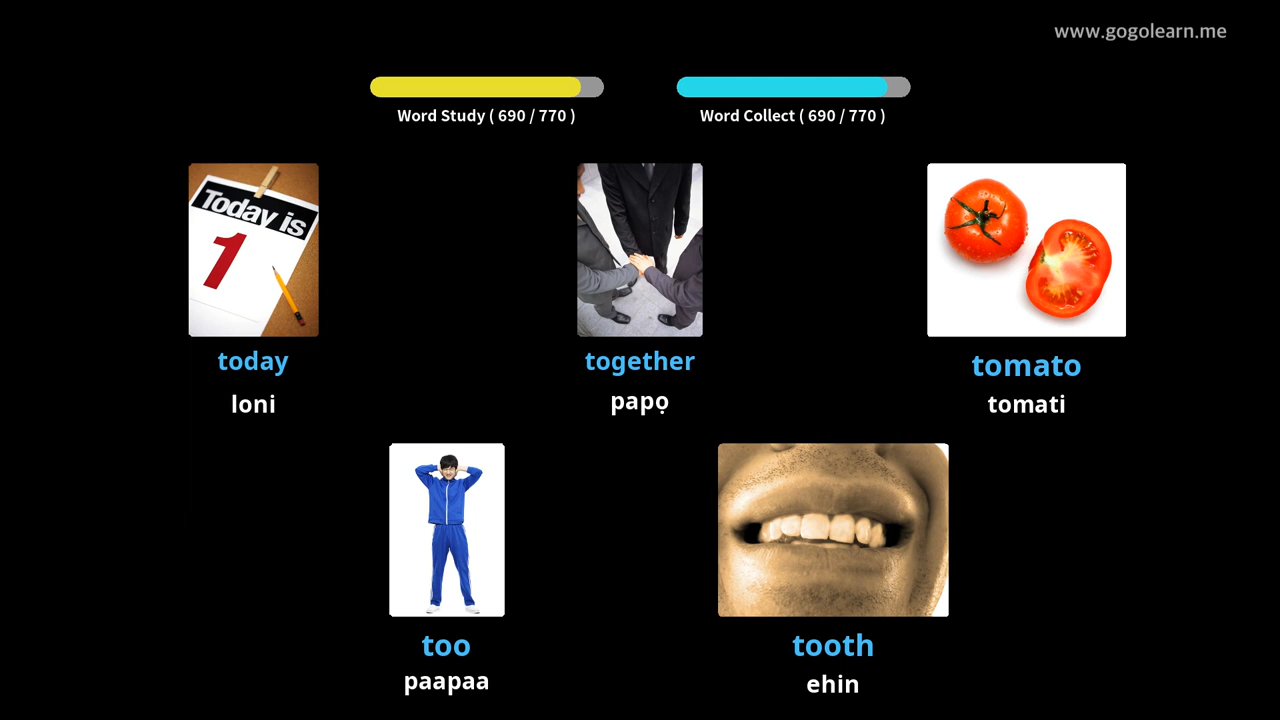 www.gogolearn.me
Word Study ( 690 / 770 )
Word Collect ( 690 / 770 )
Today is
1
today
together
tomato
loni
papọ
tomati
too
tooth
paapaa
ehin